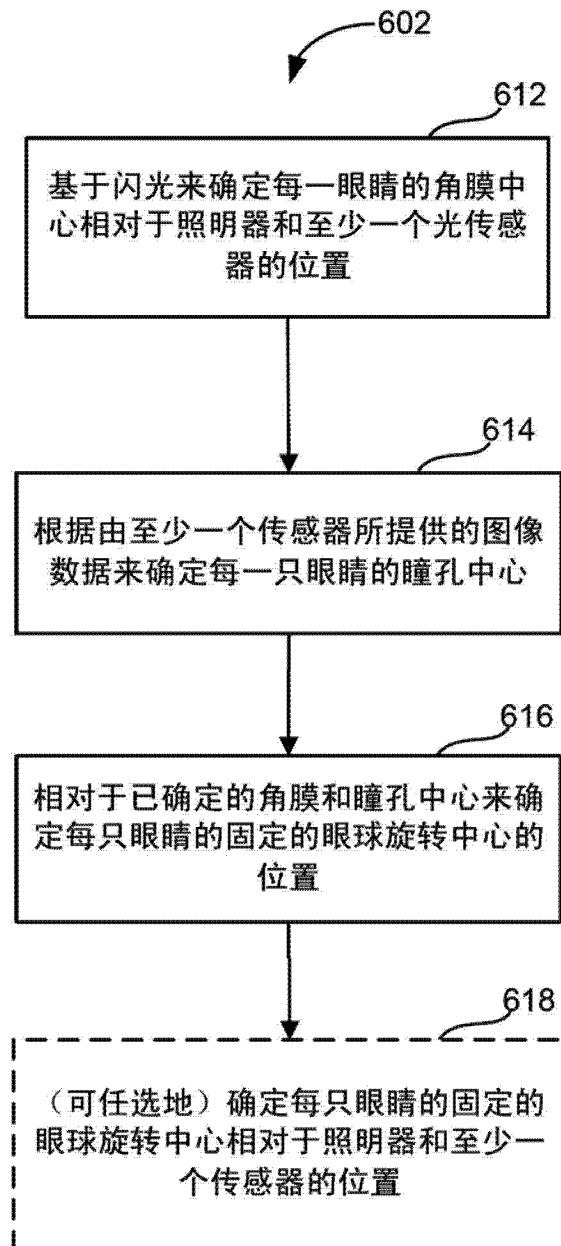 602
612
基于闪光来确定每一眼睛的角膜中
心相对于照明器和至少一个光传感
器的位置
614
根据由至少一个传感器所提供的图像
数据来确定每一只眼睛的瞳孔中心
616
相对于已确定的角膜和瞳孔中心来确
定每只眼睛的固定的眼球旋转中心的
位置
618
（可任选地）确定每只眼睛的固定的
眼球旋转中心相对于照明器和至少一
个传感器的位置